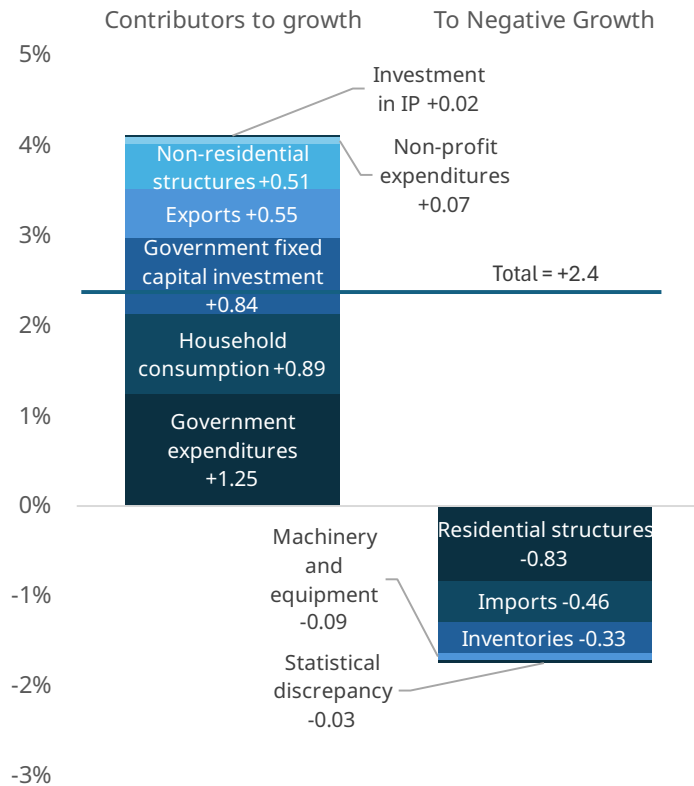 Contributors to growth
To Negative Growth
5%
4%
3%
2%
1%
0%
-1%
-2%
-3%
Investment
in IP +0.02
Non-profit
expenditures
+0.07
Non-residential
structures +0.51
Exports +0.55
Government fixed
capital investment
+0.84
Total = +2.4
Household
consumption +0.89
Government
expenditures
+1.25
Residential structures
-0.83
Imports -0.46
Inventories -0.33
Machinery
and
equipment
-0.09
Statistical
discrepancy
-0.03